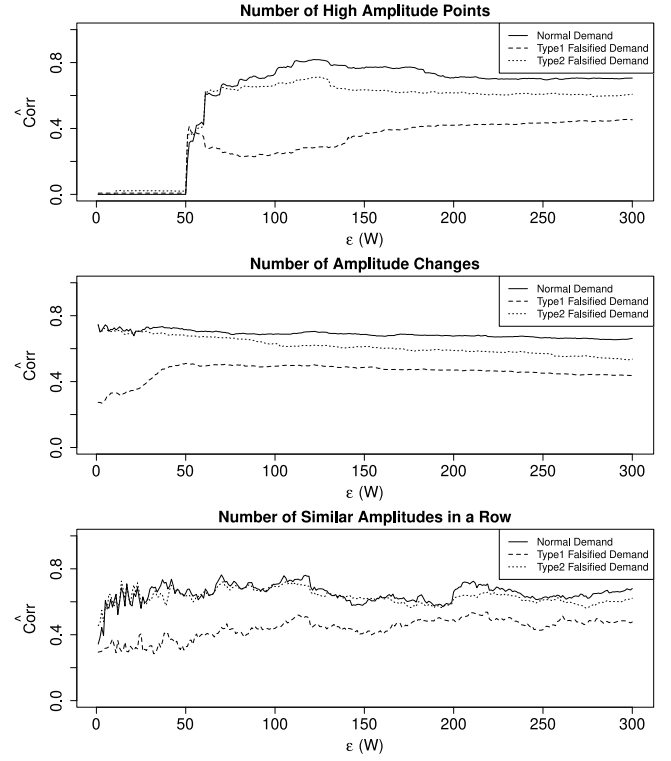 Number of High Amplitude Points
Normal Demand
Type1 Falsified Demand
Type2 Falsified Demand
Corr^
0.0 0.4 0.8
0 50 100 150 200 250 300
ε (W)
Number of Amplitude Changes
Normal Demand
Type1 Falsified Demand
Type2 Falsified Demand
Corr^
0.0 0.4 0.8
0 50 100 150 200 250 300
ε (W)
Number of Similar Amplitudes in a Row
Normal Demand
Type1 Falsified Demand
Type2 Falsified Demand
Corr^
0.0 0.4 0.8
0 50 100 150 200 250 300
ε (W)